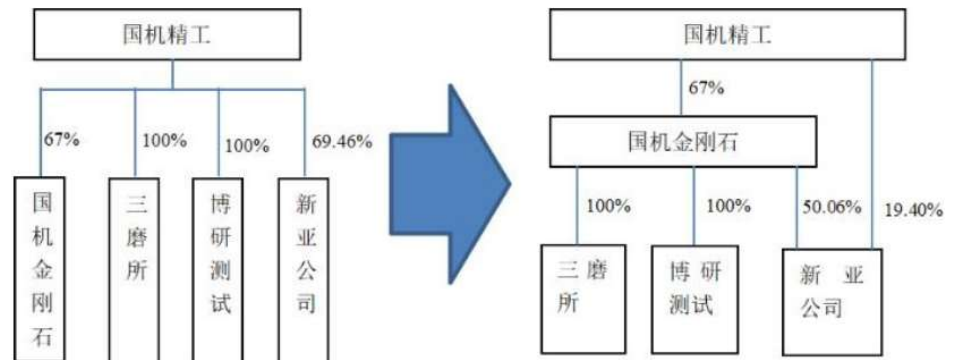 国机精工
67%
100%
100%
69.46%
国机金刚石
三磨所
博研测试
新亚公司
国机精工
67%
国机金刚石
100%
100%
50.06%
19.40%
三磨
所
博研
测试
新亚
公司